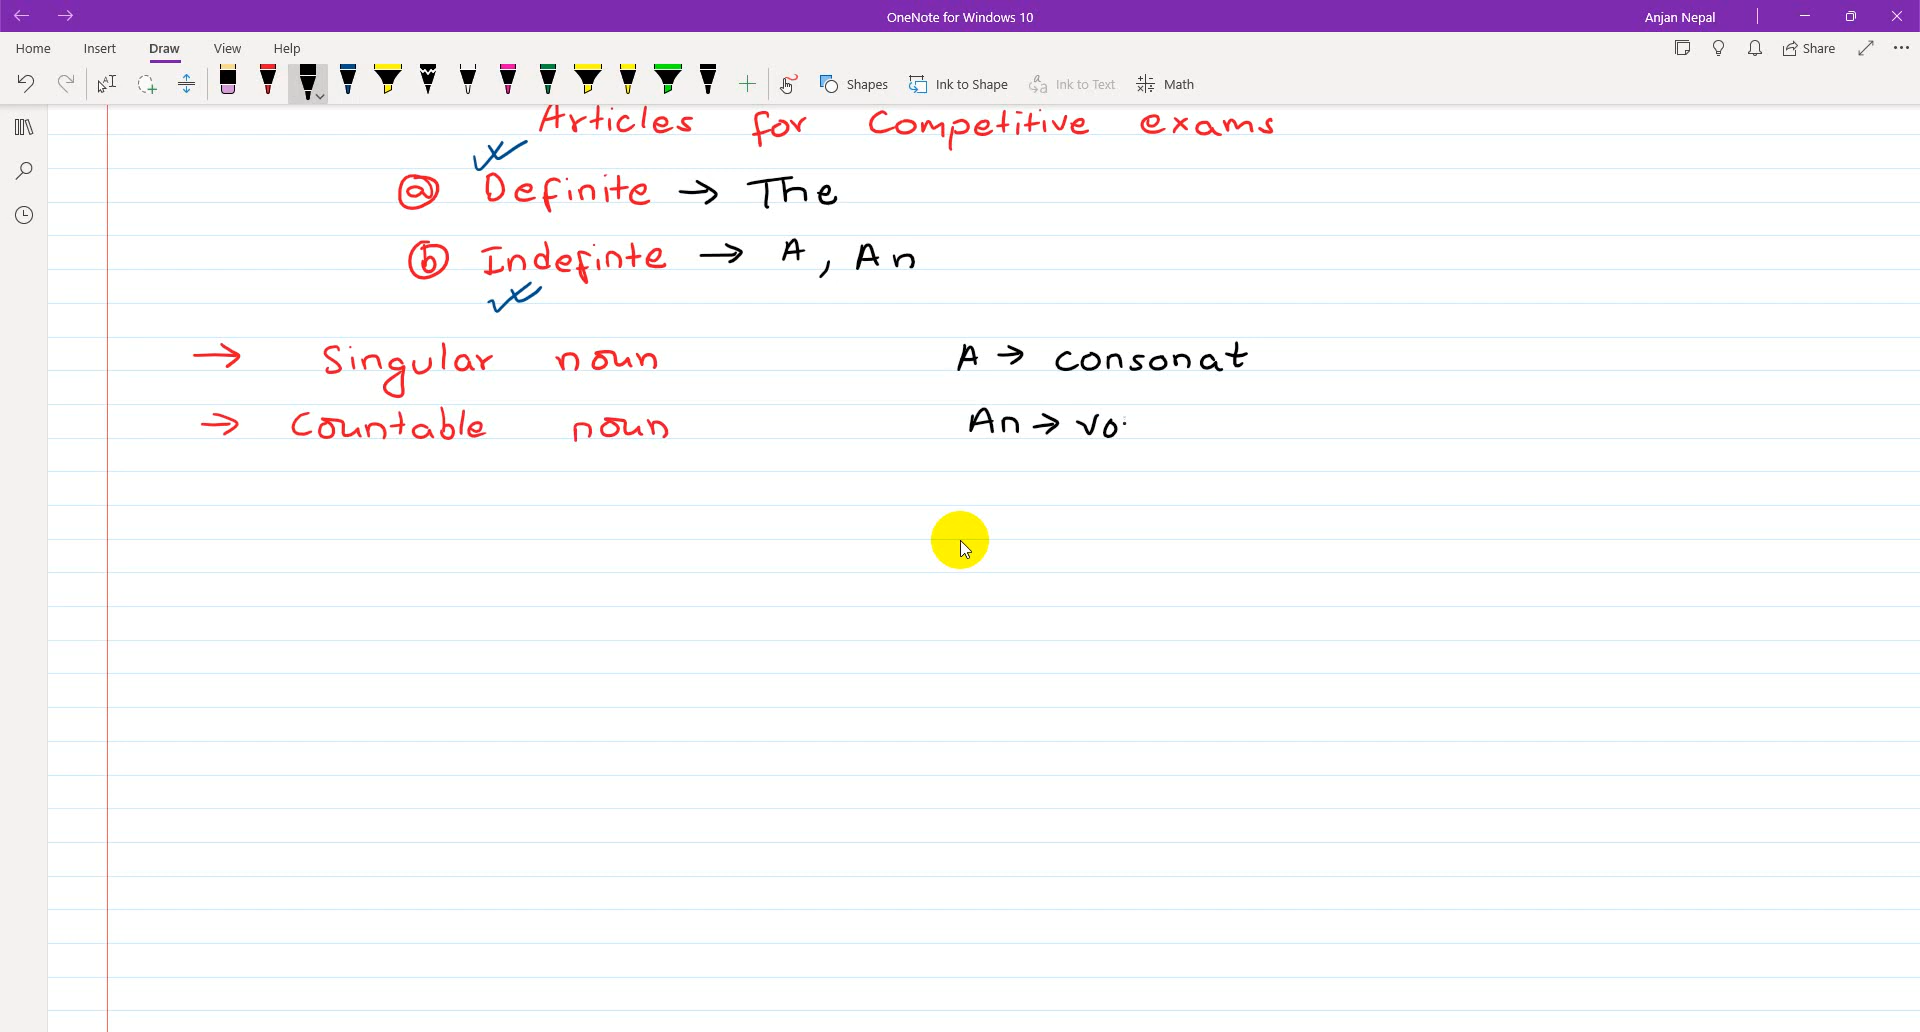 OneNote for Windows 10
Anjan Nepal
Home Insert Draw View Help
Share
Shapes Ink to Shape Ink to Text Math
Articles for Competitive exams
a Definite → The
b Indefinte → A, An
→ Singular noun
A → consonat
→ Countable noun
An → vo